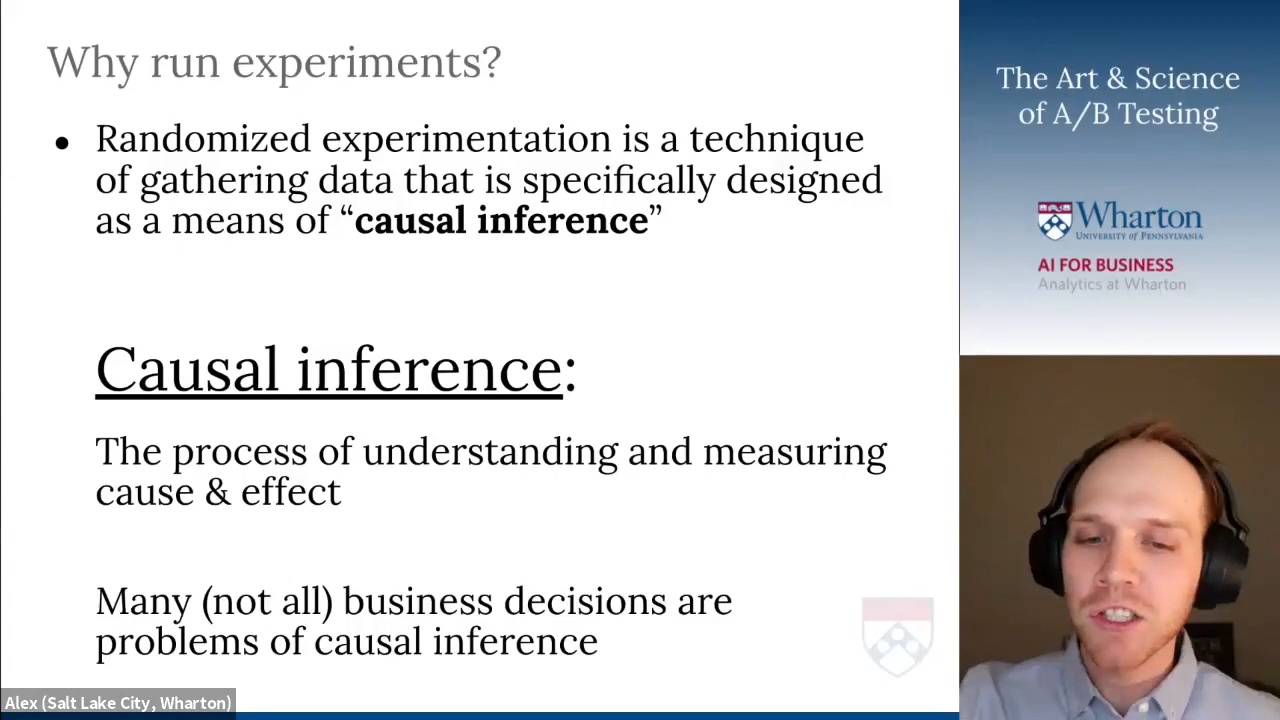 Why run experiments?
• Randomized experimentation is a technique
of gathering data that is specifically designed
as a means of “causal inference”
Causal inference:
The process of understanding and measuring
cause & effect
Many (not all) business decisions are
problems of causal inference
Alex (Salt Lake City, Wharton)
The Art & Science
of A/B Testing
Wharton
UNIVERSITY of PENNSYLVANIA
AI FOR BUSINESS
Analytics at Wharton